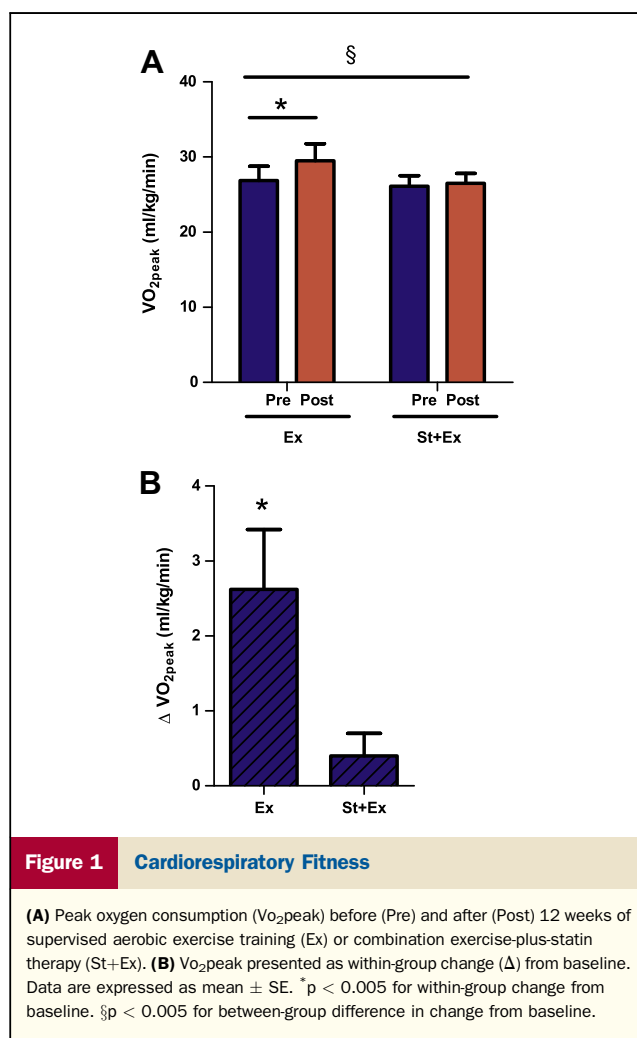 A
§
*
40
30
20
10
0
VO2peak (ml/kg/min)
Pre Post Pre Post
Ex St+Ex
B
*
4
3
2
1
0
Δ VO2peak (ml/kg/min)
Ex St+Ex
Figure 1 Cardiorespiratory Fitness
(A) Peak oxygen consumption (Vo2peak) before (Pre) and after (Post) 12 weeks of
supervised aerobic exercise training (Ex) or combination exercise-plus-statin
therapy (St+Ex). (B) Vo2peak presented as within-group change (Δ) from baseline.
Data are expressed as mean ± SE. *p < 0.005 for within-group change from
baseline. §p < 0.005 for between-group difference in change from baseline.